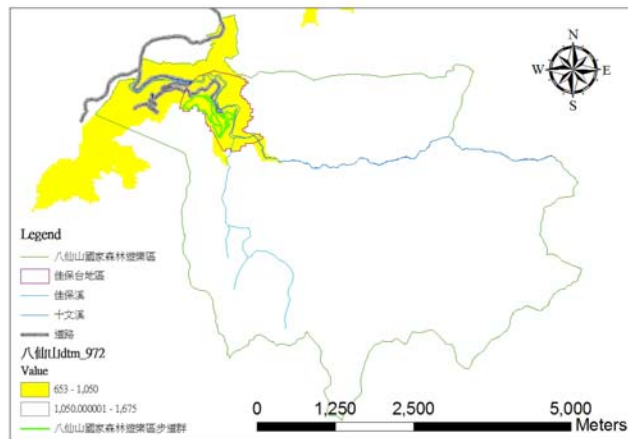 N
W E
S
Legend
八仙山國家森林遊樂區
佳保台地區
佳保溪
十文溪
道路
八仙山dtm_972
Value
653 - 1,050
1,050.000001 - 1,675
八仙山國家森林遊樂區步道群
0 1,250 2,500 5,000
Meters